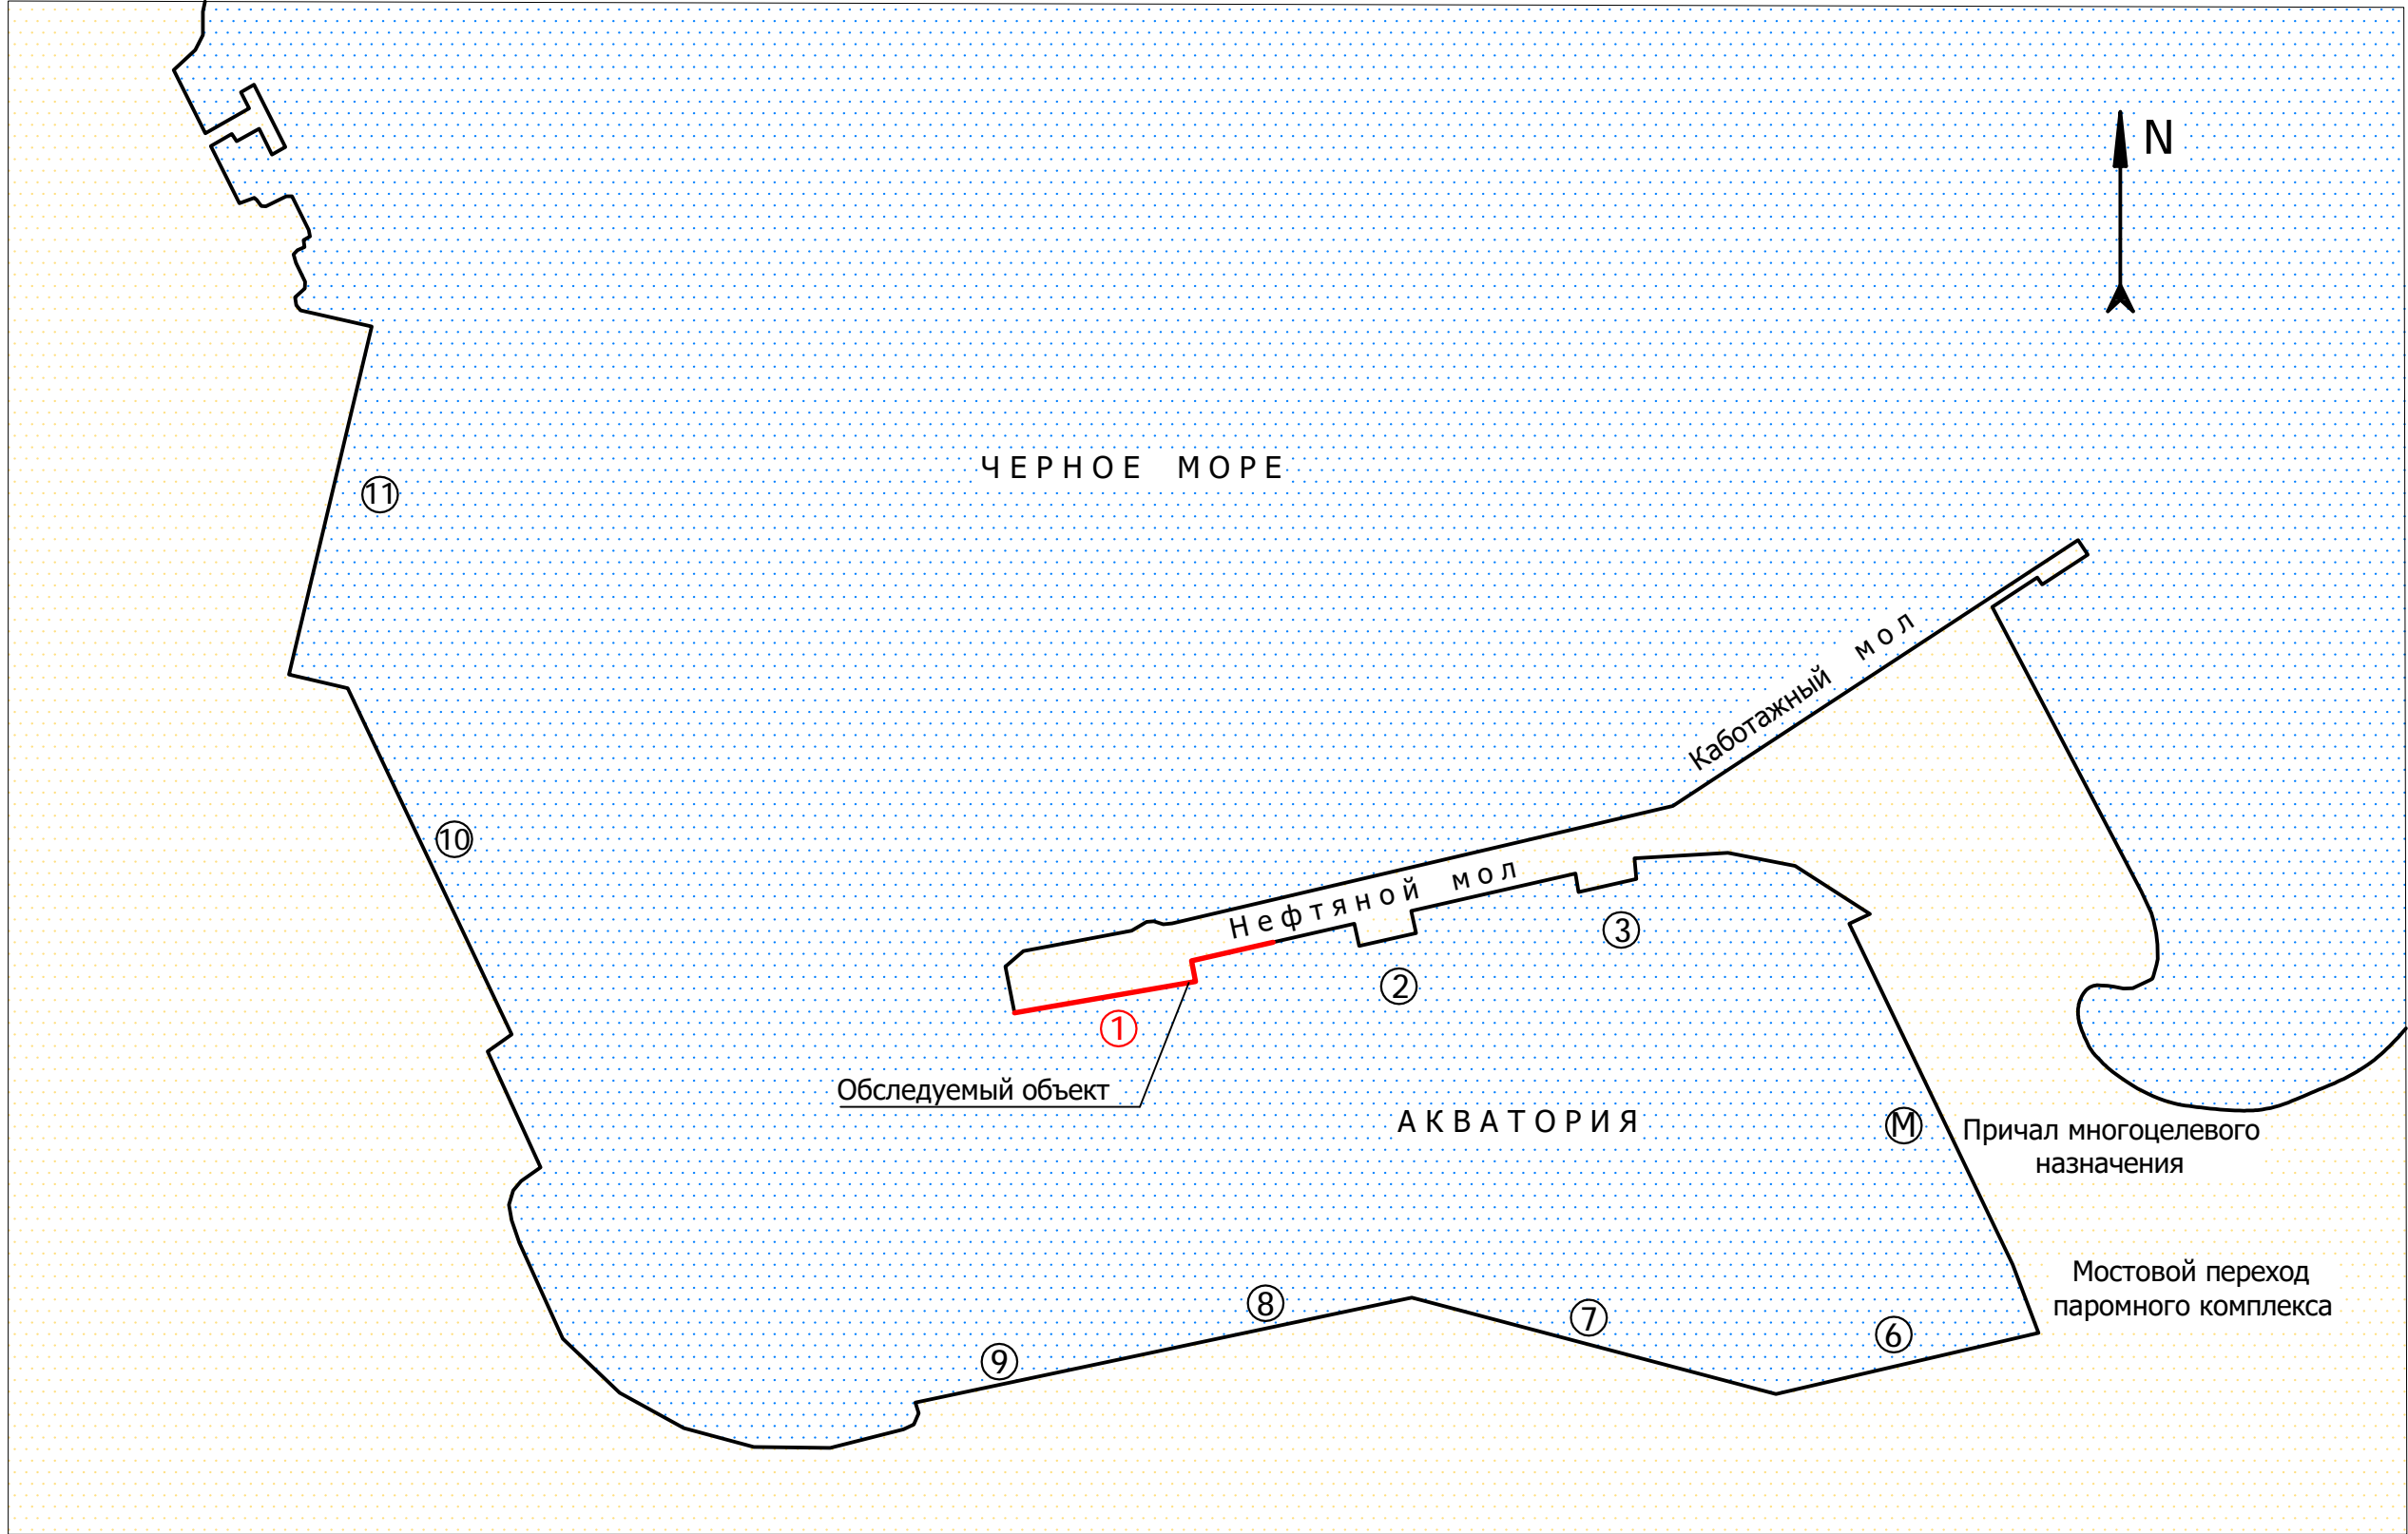 N
ЧЕРНОЕ МОРЕ
11
Каботажный мол
10
Нефтяной мол
3
2
1
Обследуемый объект
АКВАТОРИЯ
М
Причал многоцелевого
назначения
Мостовой переход
паромного комплекса
8
7
6
9